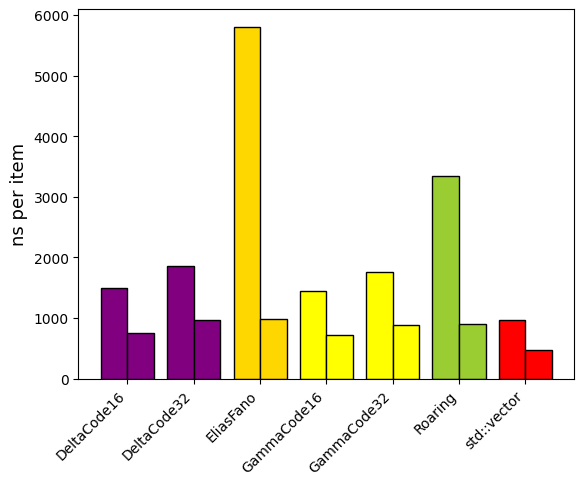 ns per item
6000
5000
4000
3000
2000
1000
0
DeltaCode16
DeltaCode32
EliasFano
GammaCode16
GammaCode32
Roaring
std::vector